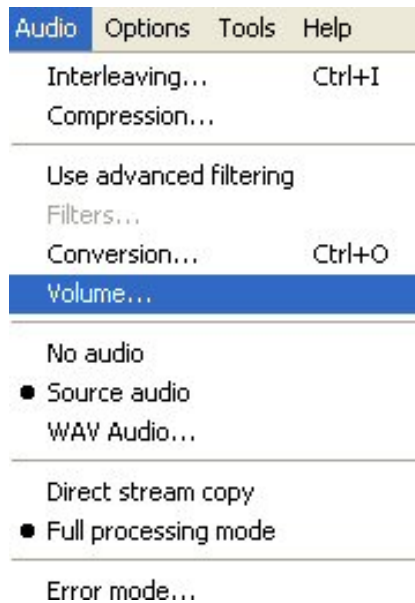 Audio Options Tools Help
Interleaving... Ctrl+I
Compression...
Use advanced filtering
Filters...
Conversion... Ctrl+O
Volume...
No audio
Source audio
WAV Audio...
Direct stream copy
Full processing mode
Error mode...